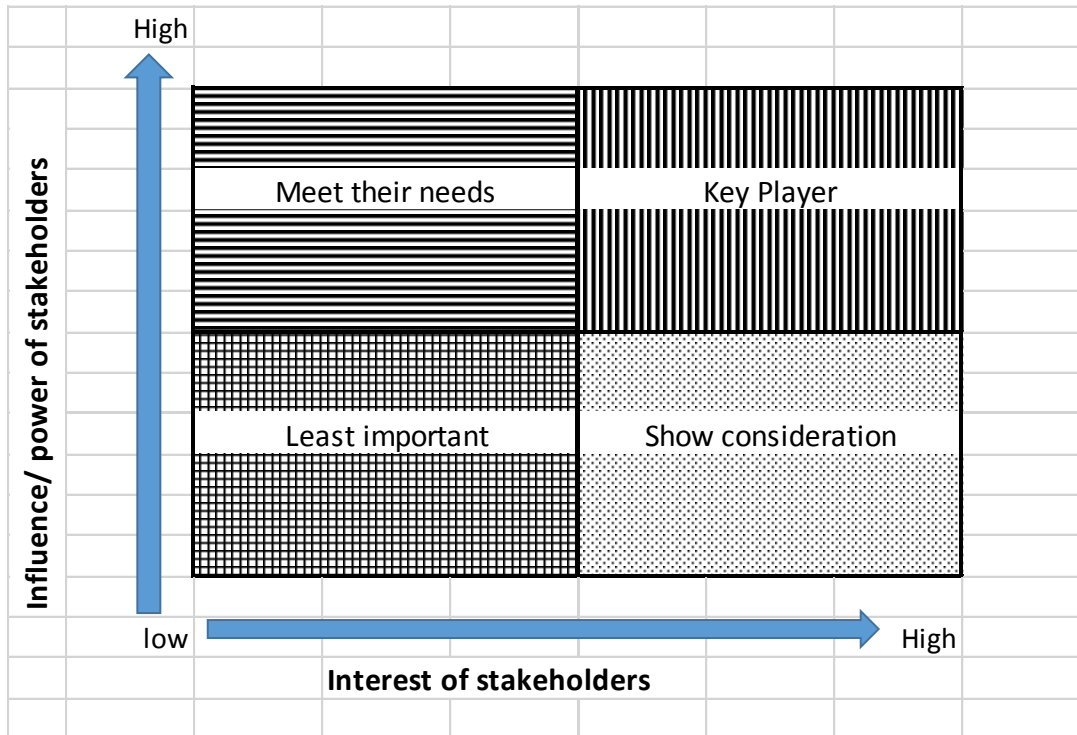 High
Influence/ power of stakeholders
Meet their needs
Key Player
Least important
Show consideration
low
High
Interest of stakeholders